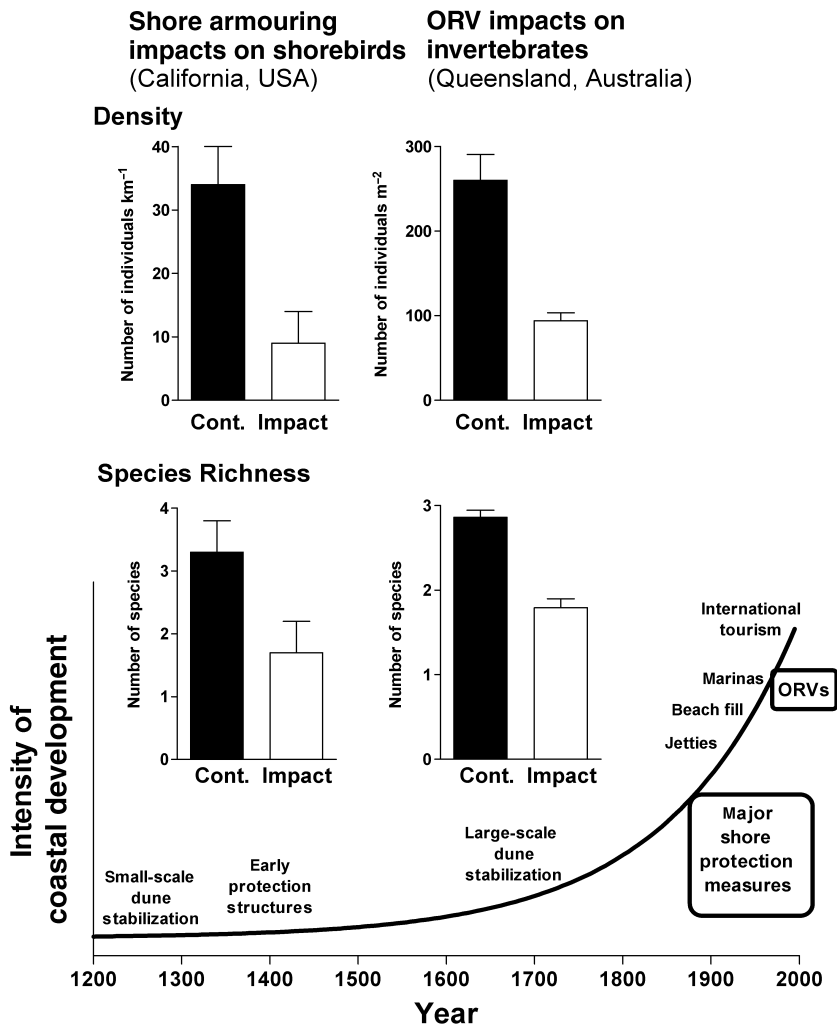 Shore armouring
impacts on shorebirds
(California, USA)
ORV impacts on
invertebrates
(Queensland, Australia)
Density
Number of individuals km⁻¹
40
30
20
10
0
Cont. Impact
Number of individuals m⁻²
300
200
100
0
Cont. Impact
Species Richness
Number of species
4
3
2
1
0
Cont. Impact
Number of species
3
2
1
0
Cont. Impact
Intensity of
coastal development
Small-scale
dune
stabilization
Early
protection
structures
Large-scale
dune
stabilization
International
tourism
Marinas
ORVs
Beach fill
Jetties
Major
shore
protection
measures
1200 1300 1400 1500 1600 1700 1800 1900 2000
Year